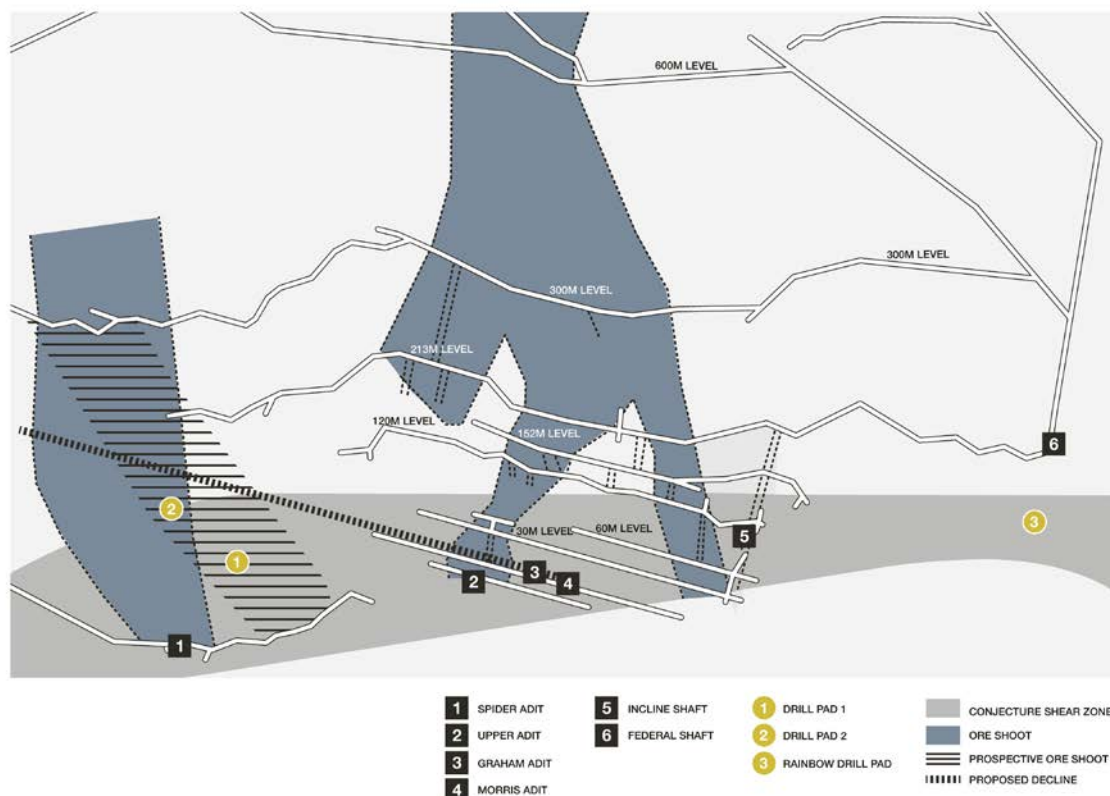 600M LEVEL
300M LEVEL
300M LEVEL
213M LEVEL
120M LEVEL
152M LEVEL
6
2
3
30M LEVEL
60M LEVEL
5
1
3
2
4
1
1 SPIDER ADIT
2 UPPER ADIT
3 GRAHAM ADIT
4 MORRIS ADIT
5 INCLINE SHAFT
6 FEDERAL SHAFT
1 DRILL PAD 1
2 DRILL PAD 2
3 RAINBOW DRILL PAD
CONJECTURE SHEAR ZONE
ORE SHOOT
PROSPECTIVE ORE SHOOT
PROPOSED DECLINE